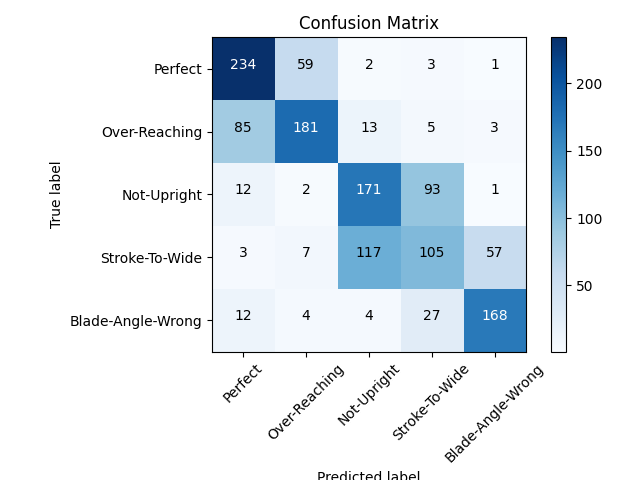 Confusion Matrix
True label
Perfect 234 59 2 3 1
Over-Reaching 85 181 13 5 3
Not-Upright 12 2 171 93 1
Stroke-To-Wide 3 7 117 105 57
Blade-Angle-Wrong 12 4 4 27 168
Perfect Over-Reaching Not-Upright Stroke-To-Wide Blade-Angle-Wrong
Predicted label
200
150
100
50